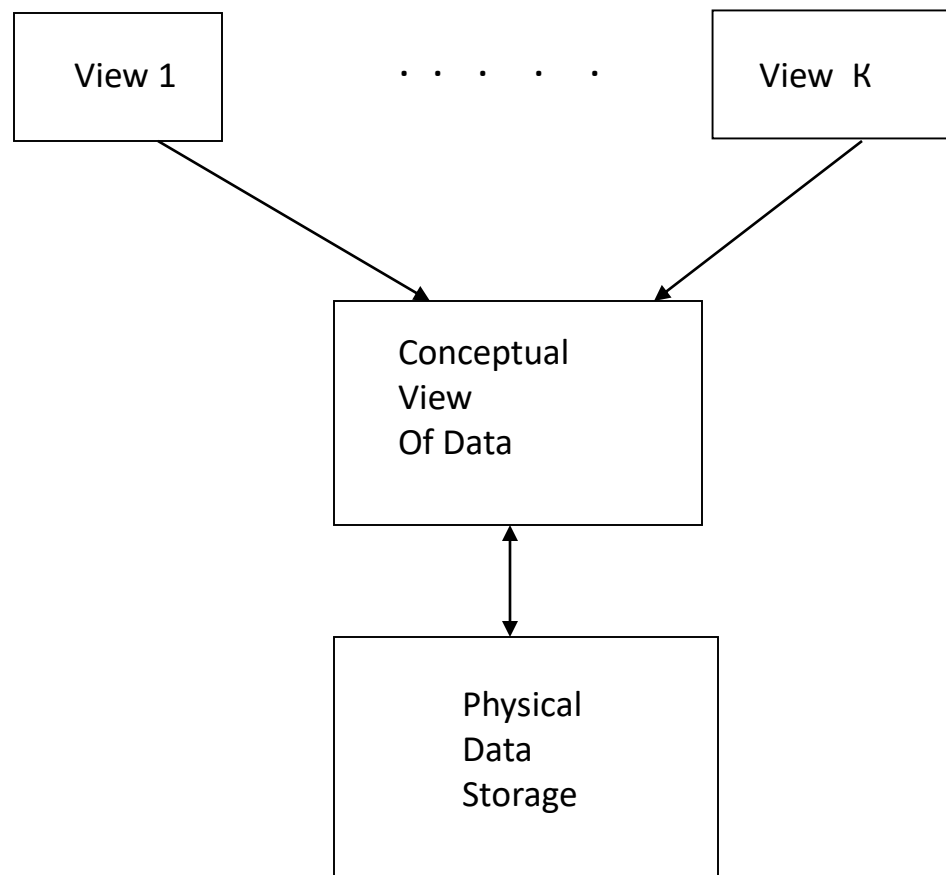 View 1
. . . . .
View K
Conceptual
View
Of Data
Physical
Data
Storage